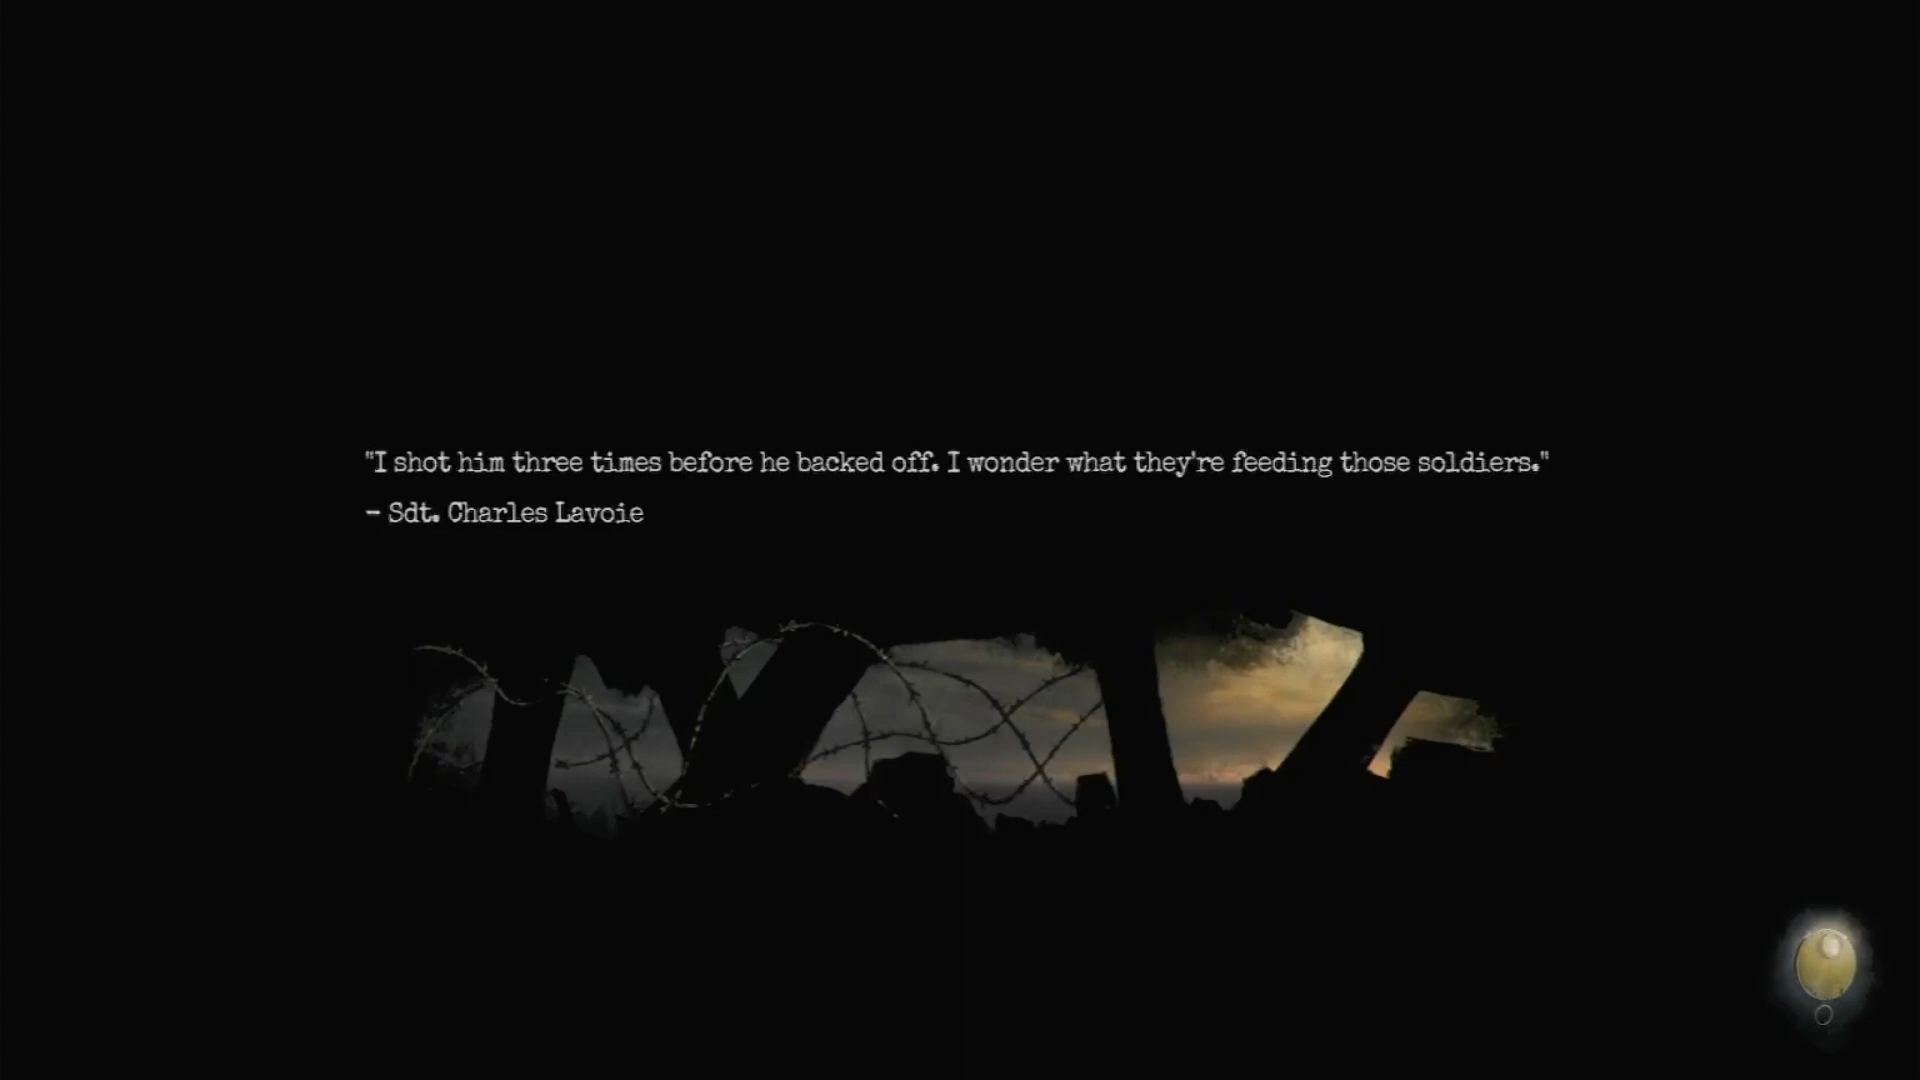 "I shot him three times before he backed off. I wonder what they're feeding those soldiers."
- Sdt. Charles Lavoie